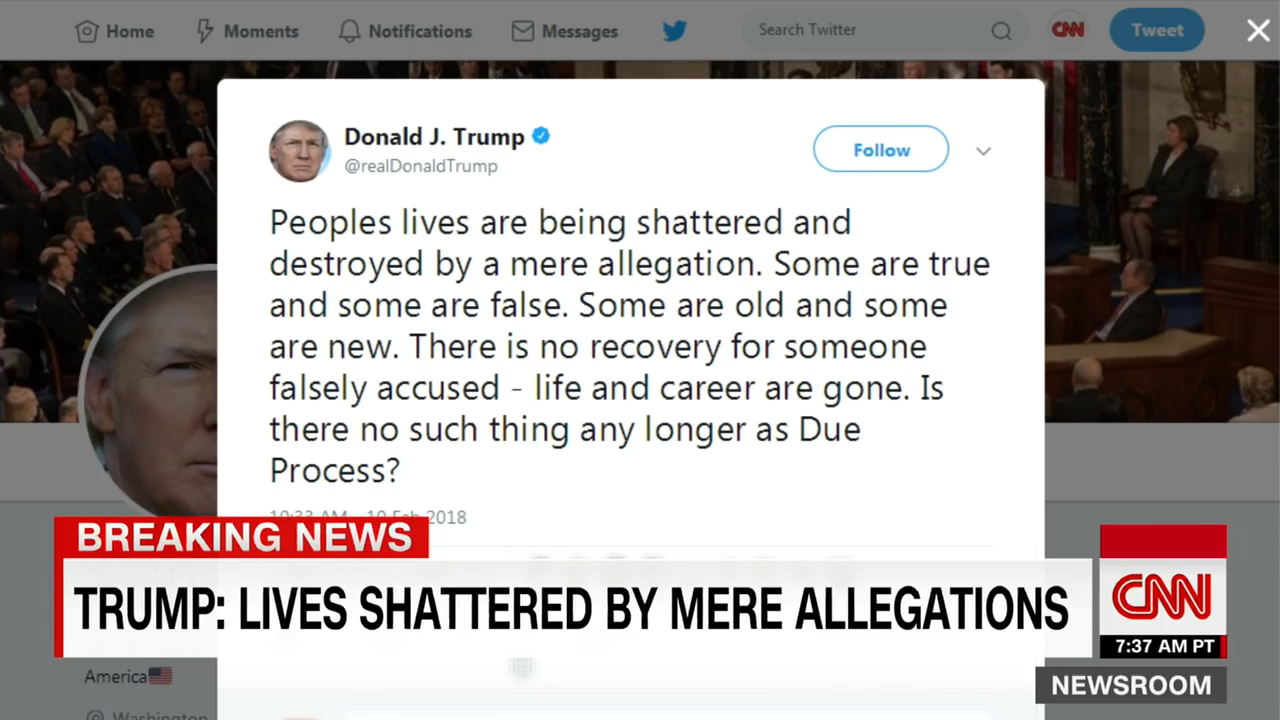 Home Moments Notifications Messages Search Twitter CNN Tweet
Donald J. Trump
@realDonaldTrump
Follow
Peoples lives are being shattered and
destroyed by a mere allegation. Some are true
and some are false. Some are old and some
are new. There is no recovery for someone
falsely accused - life and career are gone. Is
there no such thing any longer as Due
Process?
10:33 AM - 10 Feb 2018
BREAKING NEWS
TRUMP: LIVES SHATTERED BY MERE ALLEGATIONS
CNN
7:37 AM PT
NEWSROOM
America
Washington